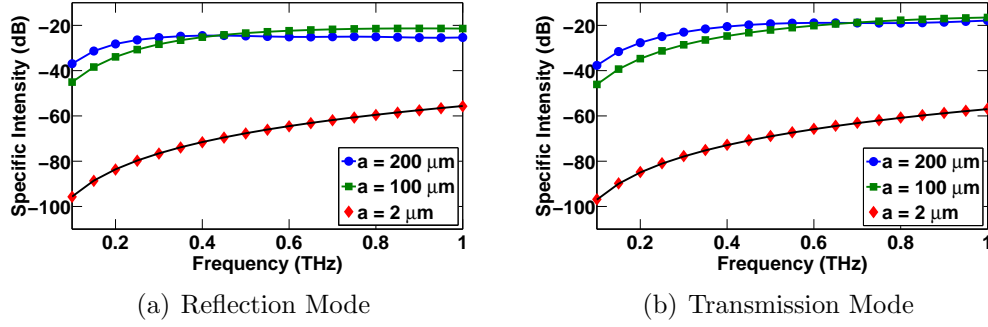 Specific Intensity (dB)
−20
−40
−60
−80
−100
0.2 0.4 0.6 0.8 1
Frequency (THz)
a = 200 μm
a = 100 μm
a = 2 μm
(a) Reflection Mode
Specific Intensity (dB)
−20
−40
−60
−80
−100
0.2 0.4 0.6 0.8 1
Frequency (THz)
a = 200 μm
a = 100 μm
a = 2 μm
(b) Transmission Mode